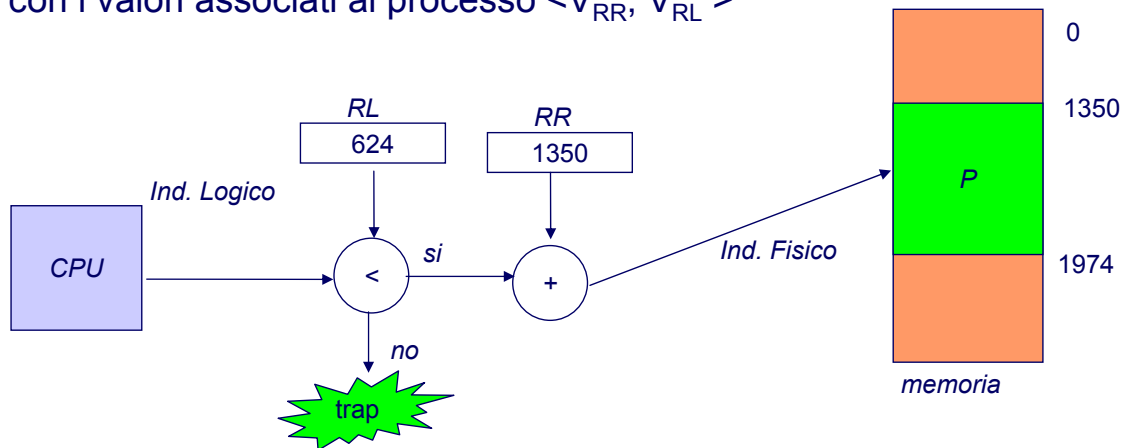 con i valori associati al processo <V_RR, V_RL >
0
RL
624
RR
1350
1350
Ind. Logico
P
CPU
<
si
+
Ind. Fisico
1974
no
trap
memoria